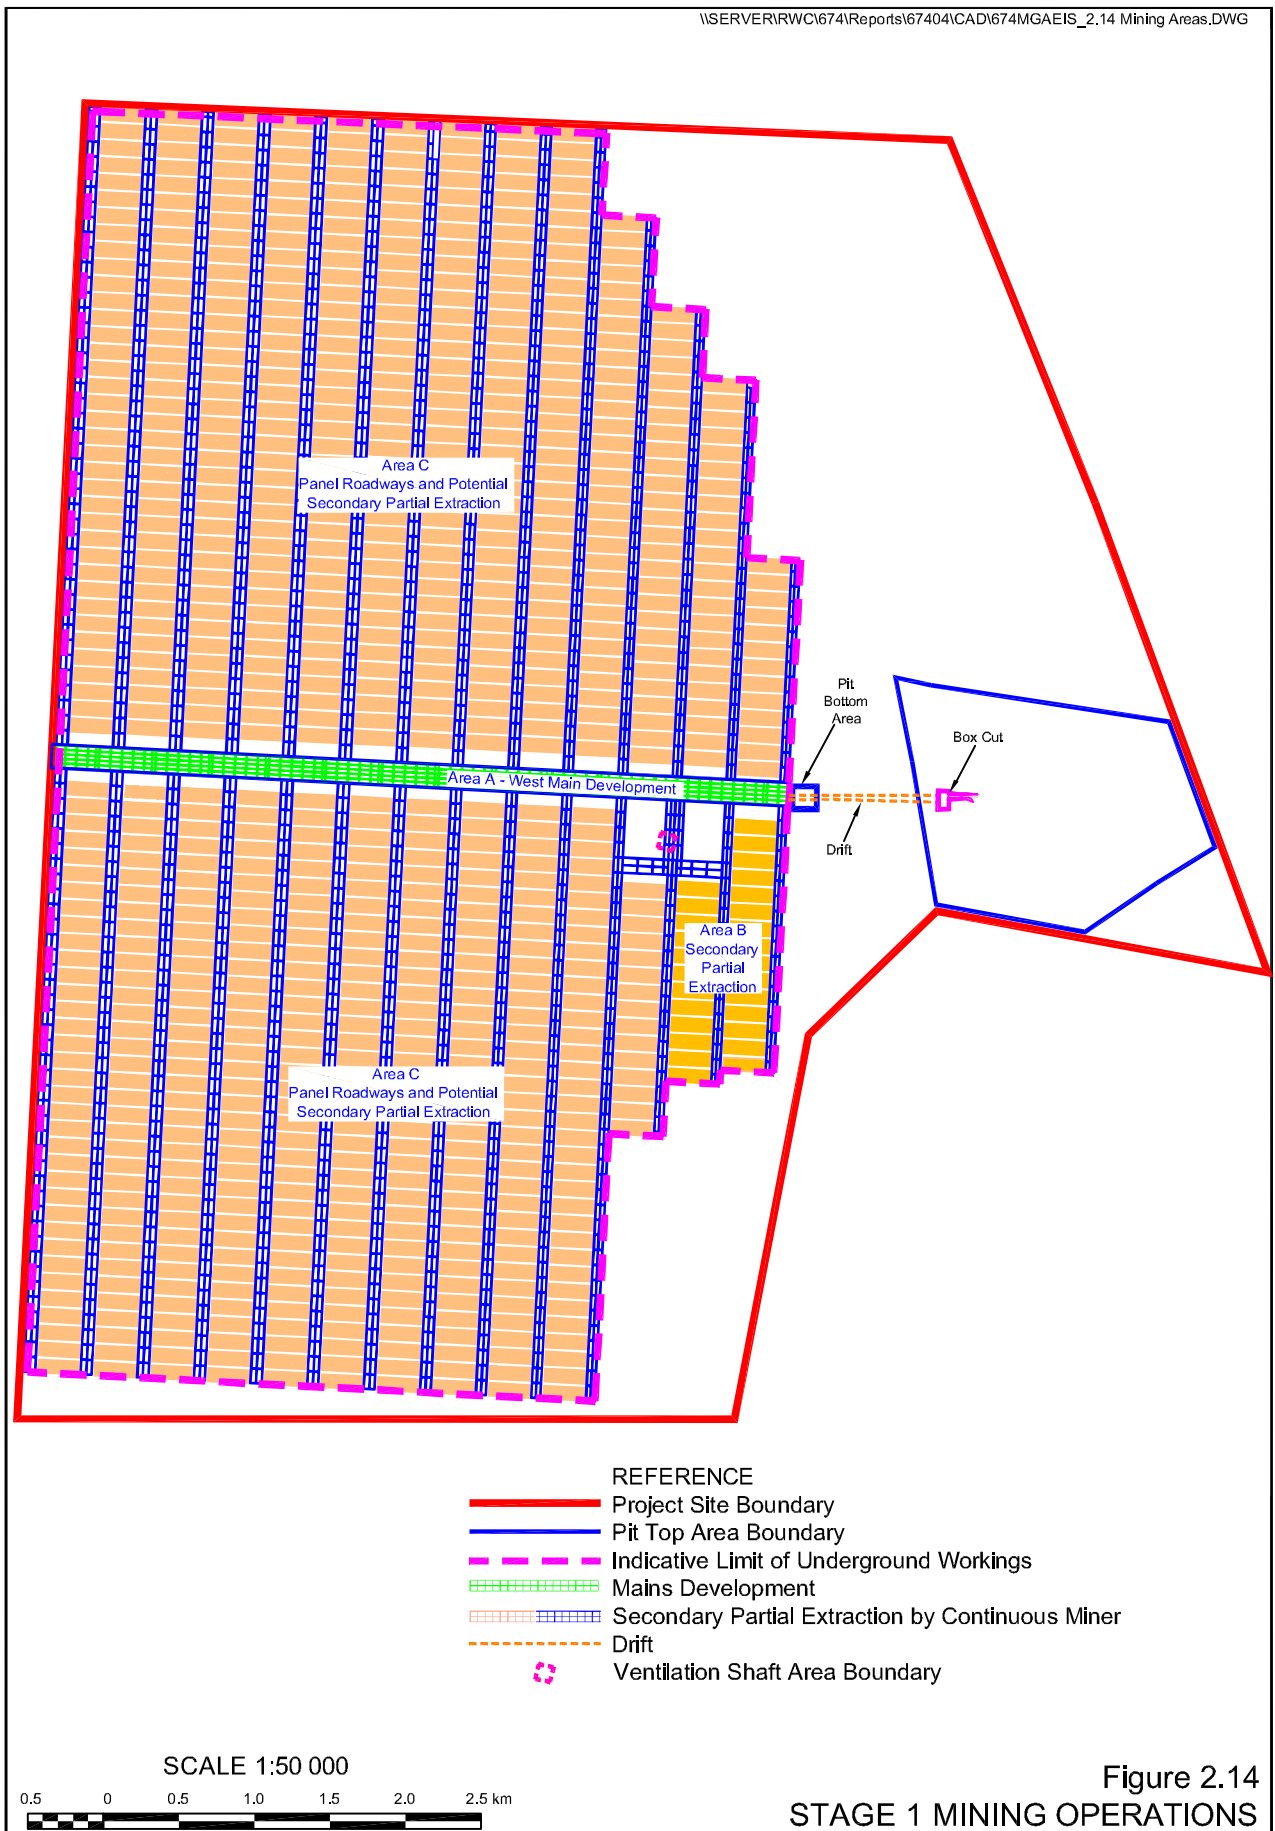 \\SERVER\RWC\674\Reports\67404\CAD\674MGAEIS_2.14 Mining Areas.DWG
Area C
Panel Roadways and Potential
Secondary Partial Extraction
Pit
Bottom
Area
Box Cut
Area A - West Main Development
Drift
Area B
Secondary
Partial
Extraction
Area C
Panel Roadways and Potential
Secondary Partial Extraction
REFERENCE
Project Site Boundary
Pit Top Area Boundary
Indicative Limit of Underground Workings
Mains Development
Secondary Partial Extraction by Continuous Miner
Drift
Ventilation Shaft Area Boundary
SCALE 1:50 000
0.5 0 0.5 1.0 1.5 2.0 2.5 km
Figure 2.14
STAGE 1 MINING OPERATIONS